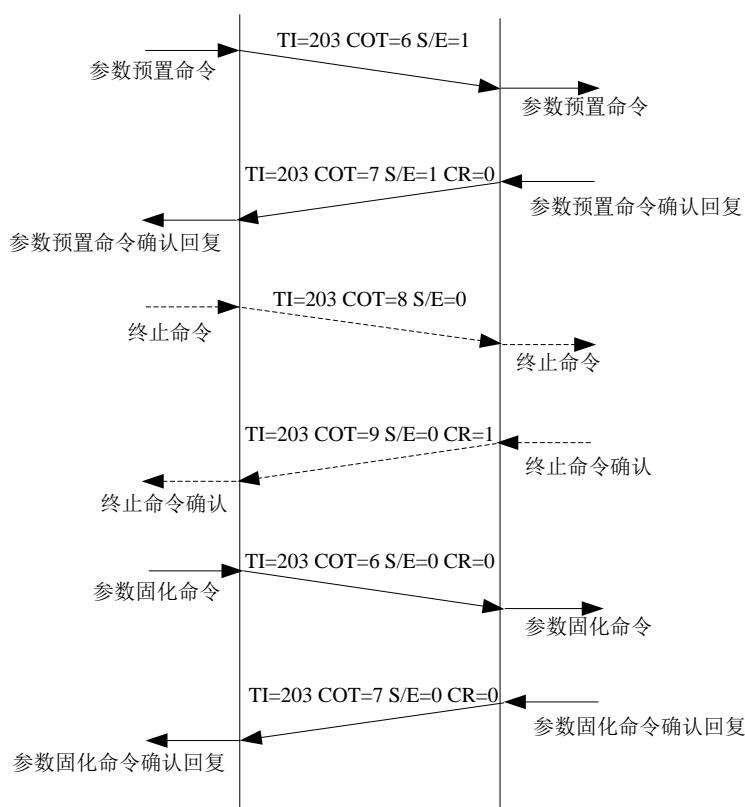 TI=203 COT=6 S/E=1
参数预置命令
参数预置命令
TI=203 COT=7 S/E=1 CR=0
参数预置命令确认回复
参数预置命令确认回复
TI=203 COT=8 S/E=0
终止命令
终止命令
TI=203 COT=9 S/E=0 CR=1
终止命令确认
终止命令确认
TI=203 COT=6 S/E=0 CR=0
参数固化命令
参数固化命令
TI=203 COT=7 S/E=0 CR=0
参数固化命令确认回复
参数固化命令确认回复